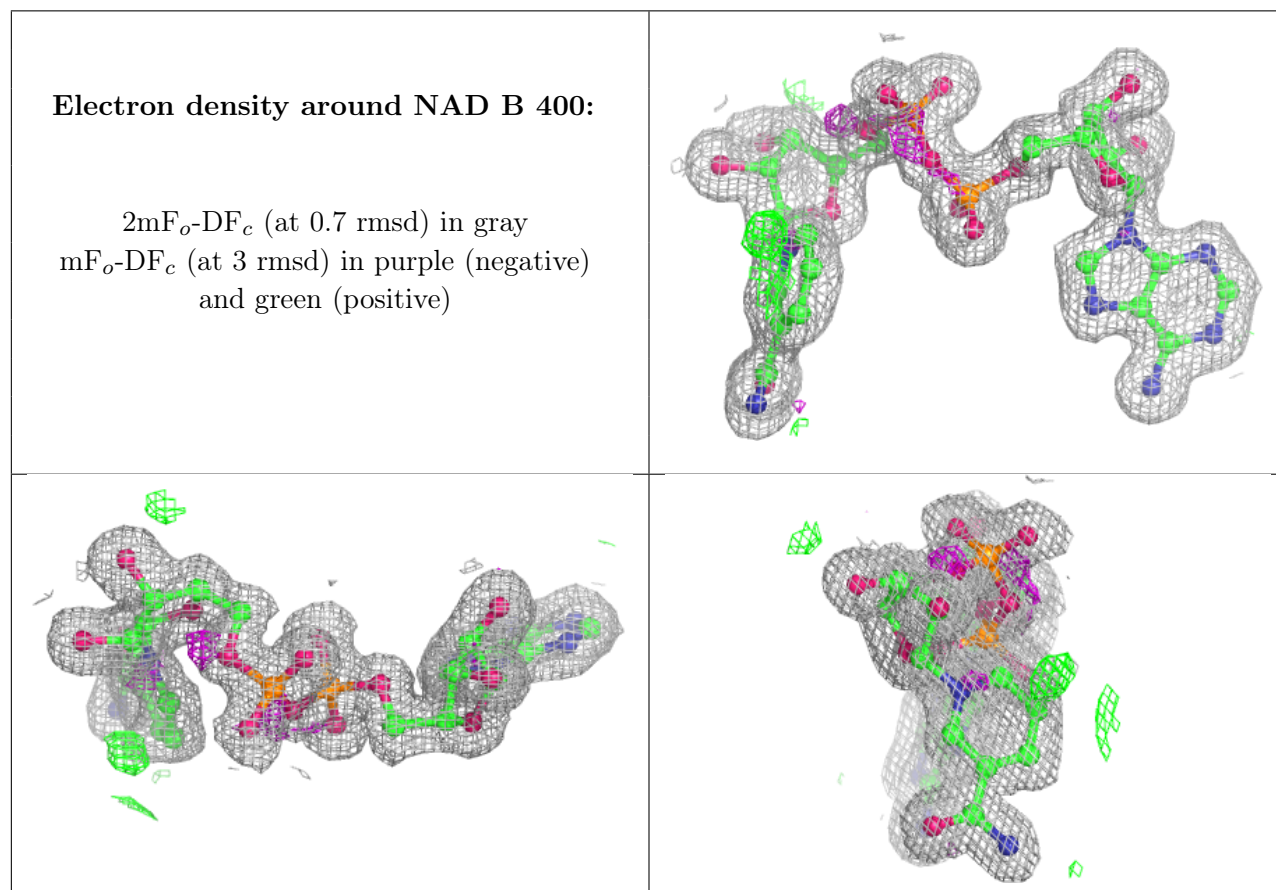 Electron density around NAD B 400:
2mFo-DFc (at 0.7 rmsd) in gray
mFo-DFc (at 3 rmsd) in purple (negative)
and green (positive)